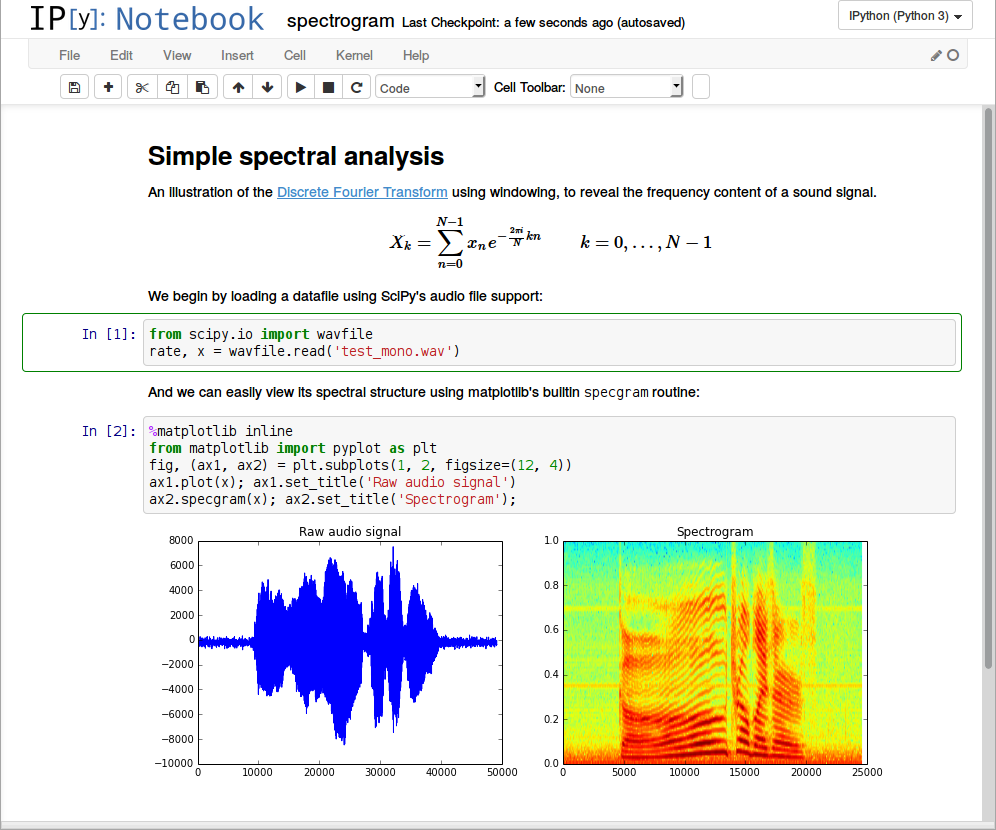 IP[y]: Notebook spectrogram Last Checkpoint: a few seconds ago (autosaved) IPython (Python 3)
File Edit View Insert Cell Kernel Help
Code Cell Toolbar: None
Simple spectral analysis
An illustration of the Discrete Fourier Transform using windowing, to reveal the frequency content of a sound signal.
X_k = \sum_{n=0}^{N-1} x_n e^{-\frac{2\pi i}{N} kn} k = 0, . . . , N − 1
We begin by loading a datafile using SciPy's audio file support:
In [1]: from scipy.io import wavfile
rate, x = wavfile.read('test_mono.wav')
And we can easily view its spectral structure using matplotlib's builtin specgram routine:
In [2]: %matplotlib inline
from matplotlib import pyplot as plt
fig, (ax1, ax2) = plt.subplots(1, 2, figsize=(12, 4))
ax1.plot(x); ax1.set_title('Raw audio signal')
ax2.specgram(x); ax2.set_title('Spectrogram');
Raw audio signal
8000
6000
4000
2000
0
−2000
−4000
−6000
−8000
−10000
0 10000 20000 30000 40000 50000
Spectrogram
1.0
0.8
0.6
0.4
0.2
0.0
0 5000 10000 15000 20000 25000